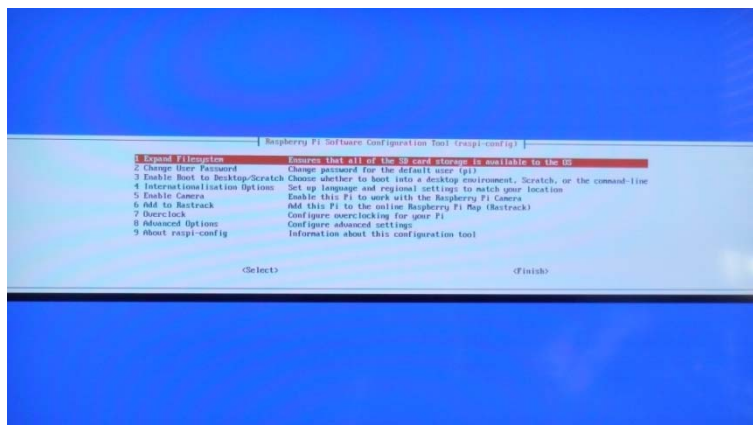 Raspberry Pi Software Configuration Tool (raspi-config)
1 Expand Filesystem Ensures that all of the SD card storage is available to the OS
2 Change User Password Change password for the default user (pi)
3 Enable Boot to Desktop/Scratch Choose whether to boot into a desktop environment, Scratch, or the command-line
4 Internationalisation Options Set up language and regional settings to match your location
5 Enable Camera Enable this Pi to work with the Raspberry Pi Camera
6 Add to Rastrack Add this Pi to the online Raspberry Pi Map (Rastrack)
7 Overclock Configure overclocking for your Pi
8 Advanced Options Configure advanced settings
9 About raspi-config Information about this configuration tool
<Select> <Finish>